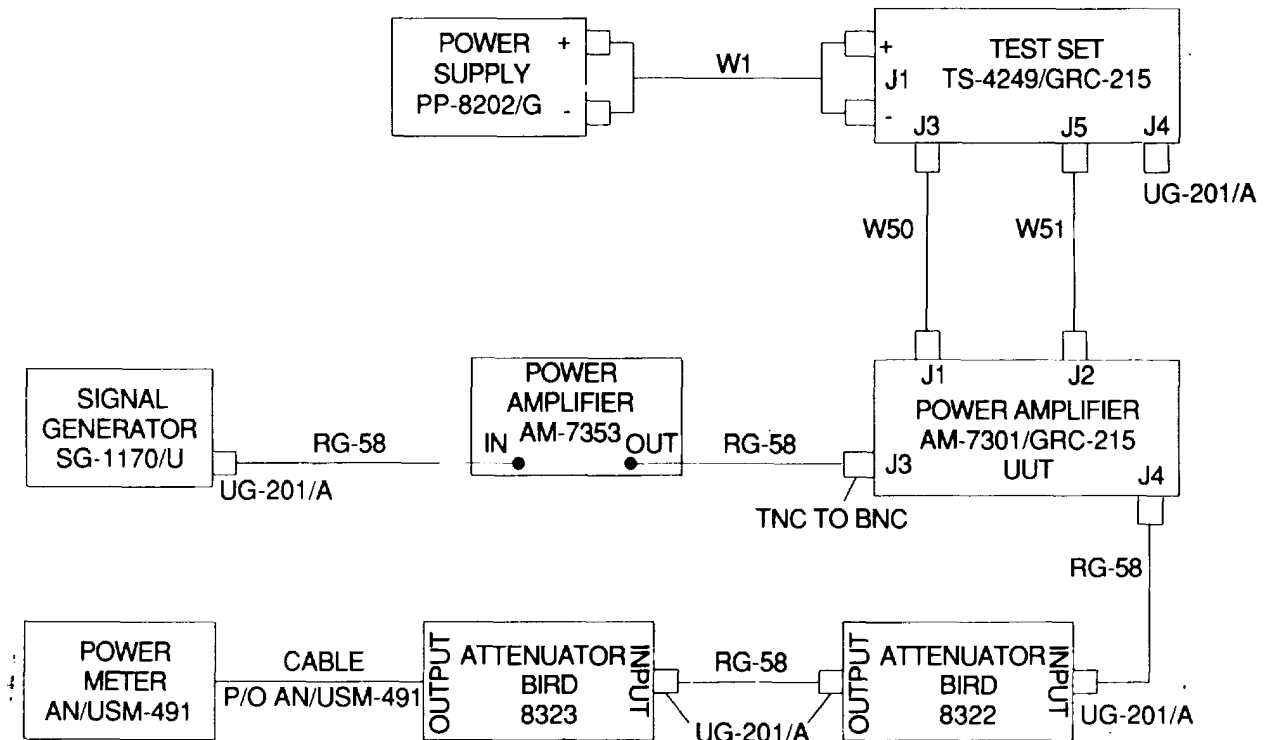 POWER
SUPPLY
PP-8202/G
+
-
W1
+
J1
-
TEST SET
TS-4249/GRC-215
J3
J5
J4
UG-201/A
W50
W51
SIGNAL
GENERATOR
SG-1170/U
UG-201/A
RG-58
POWER
AMPLIFIER
AM-7353
IN
OUT
RG-58
TNC TO BNC
J1
J2
POWER AMPLIFIER
AM-7301/GRC-215
UUT
J3
J4
RG-58
POWER
METER
AN/USM-491
CABLE
P/O AN/USM-491
OUTPUT
ATTENUATOR
BIRD
8323
INPUT
RG-58
UG-201/A
OUTPUT
ATTENUATOR
BIRD
8322
INPUT
UG-201/A